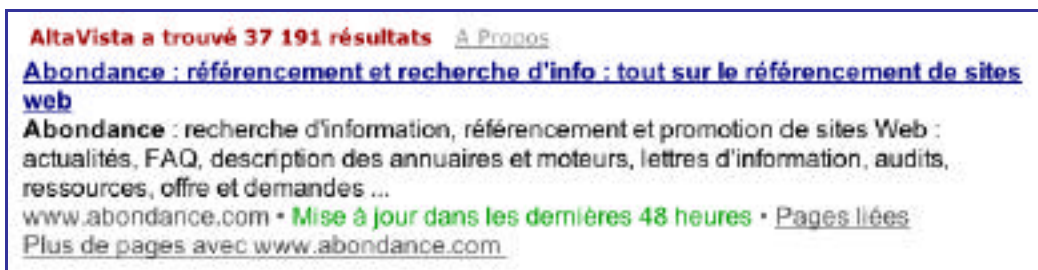 AltaVista a trouvé 37 191 résultats A Propos
Abondance : référencement et recherche d'info : tout sur le référencement de sites
web
Abondance : recherche d'information, référencement et promotion de sites Web :
actualités, FAQ, description des annuaires et moteurs, lettres d'information, audits,
ressources, offre et demandes ...
www.abondance.com • Mise à jour dans les dernières 48 heures • Pages liées
Plus de pages avec www.abondance.com